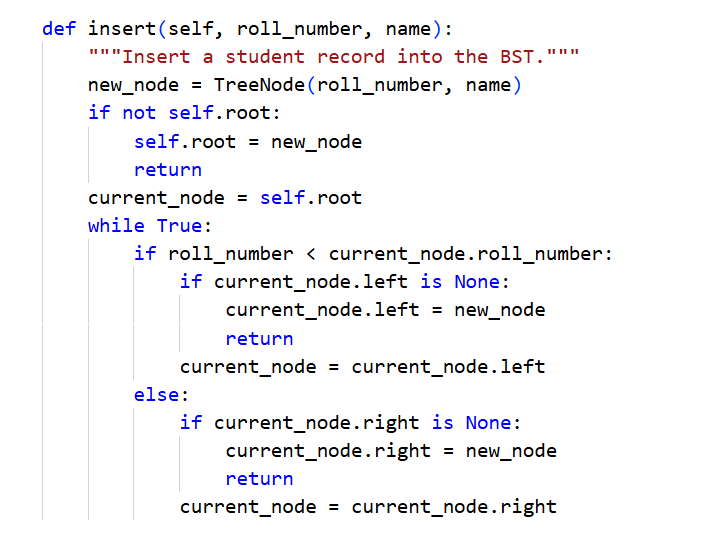 def insert(self, roll_number, name):
    """Insert a student record into the BST."""
    new_node = TreeNode(roll_number, name)
    if not self.root:
        self.root = new_node
        return
    current_node = self.root
    while True:
        if roll_number < current_node.roll_number:
            if current_node.left is None:
                current_node.left = new_node
                return
            current_node = current_node.left
        else:
            if current_node.right is None:
                current_node.right = new_node
                return
            current_node = current_node.right